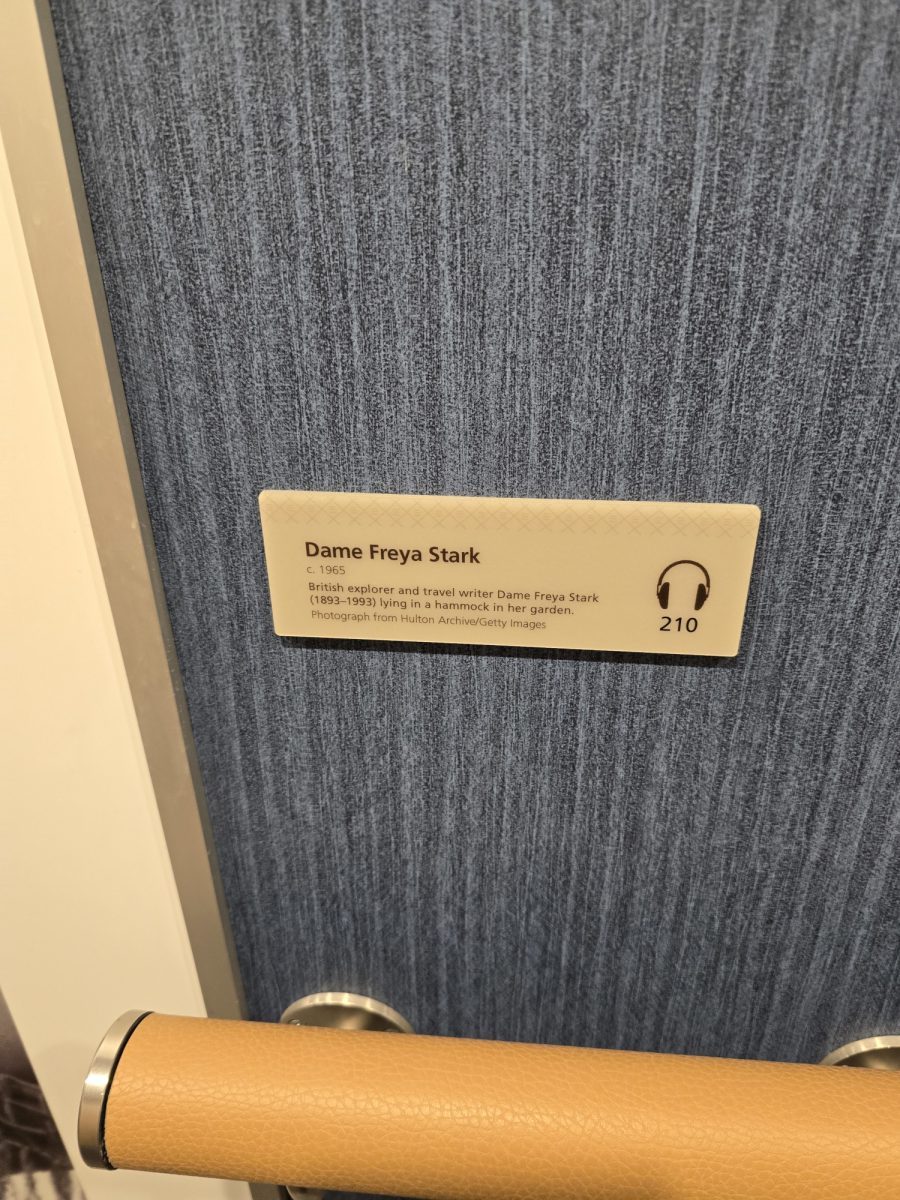 Dame Freya Stark
c. 1965
British explorer and travel writer Dame Freya Stark
(1893–1993) lying in a hammock in her garden.
Photograph from Hulton Archive/Getty Images
210